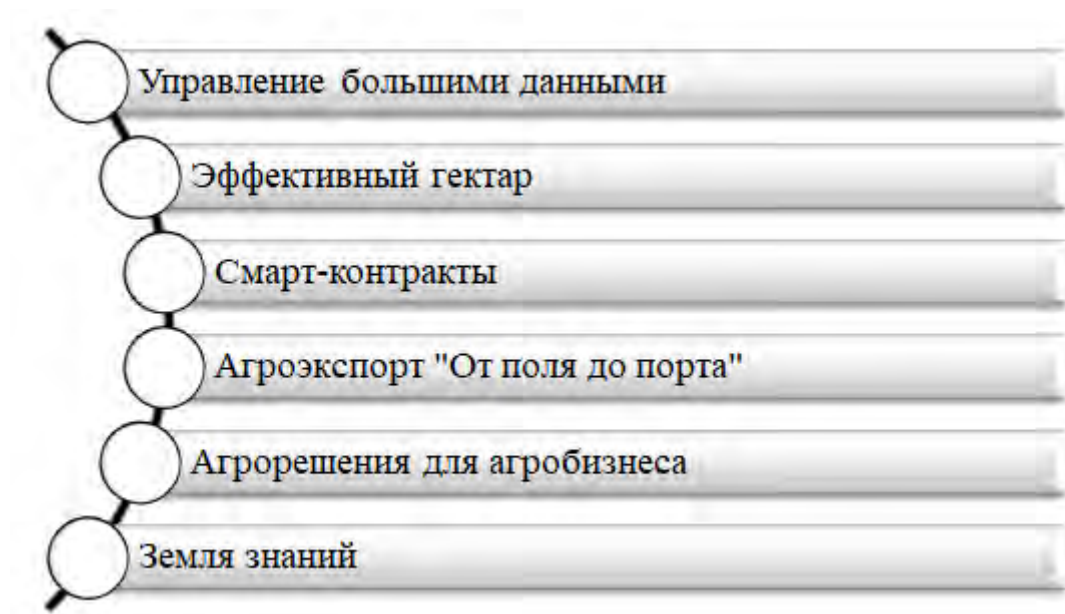 Управление большими данными
Эффективный гектар
Смарт-контракты
Агроэкспорт "От поля до порта"
Агрорешения для агробизнеса
Земля знаний